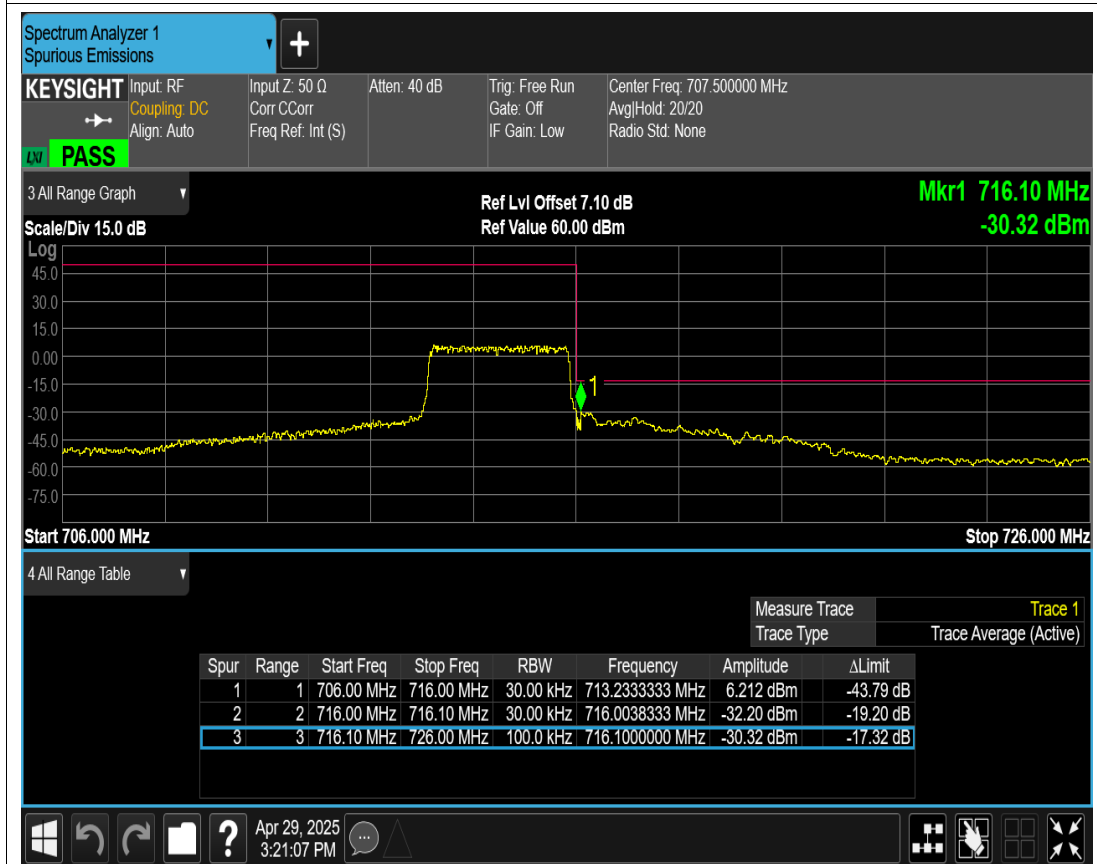 Spectrum Analyzer 1
Spurious Emissions
+
KEYSIGHT Input: RF Input Z: 50 Ω Atten: 40 dB Trig: Free Run Center Freq: 707.500000 MHz
Coupling: DC Corr CCorr Gate: Off Avg|Hold: 20/20
Align: Auto Freq Ref: Int (S) IF Gain: Low Radio Std: None
LXI PASS
3 All Range Graph Ref Lvl Offset 7.10 dB Mkr1 716.10 MHz
Scale/Div 15.0 dB Ref Value 60.00 dBm -30.32 dBm
Log
45.0
30.0
15.0
0.00
-15.0
1
-30.0
-45.0
-60.0
-75.0
Start 706.000 MHz Stop 726.000 MHz
4 All Range Table
Measure Trace Trace 1
Trace Type Trace Average (Active)
Spur Range Start Freq Stop Freq RBW Frequency Amplitude ΔLimit
1 1 706.00 MHz 716.00 MHz 30.00 kHz 713.2333333 MHz 6.212 dBm -43.79 dB
2 2 716.00 MHz 716.10 MHz 30.00 kHz 716.0038333 MHz -32.20 dBm -19.20 dB
3 3 716.10 MHz 726.00 MHz 100.0 kHz 716.1000000 MHz -30.32 dBm -17.32 dB
? Apr 29, 2025
3:21:07 PM